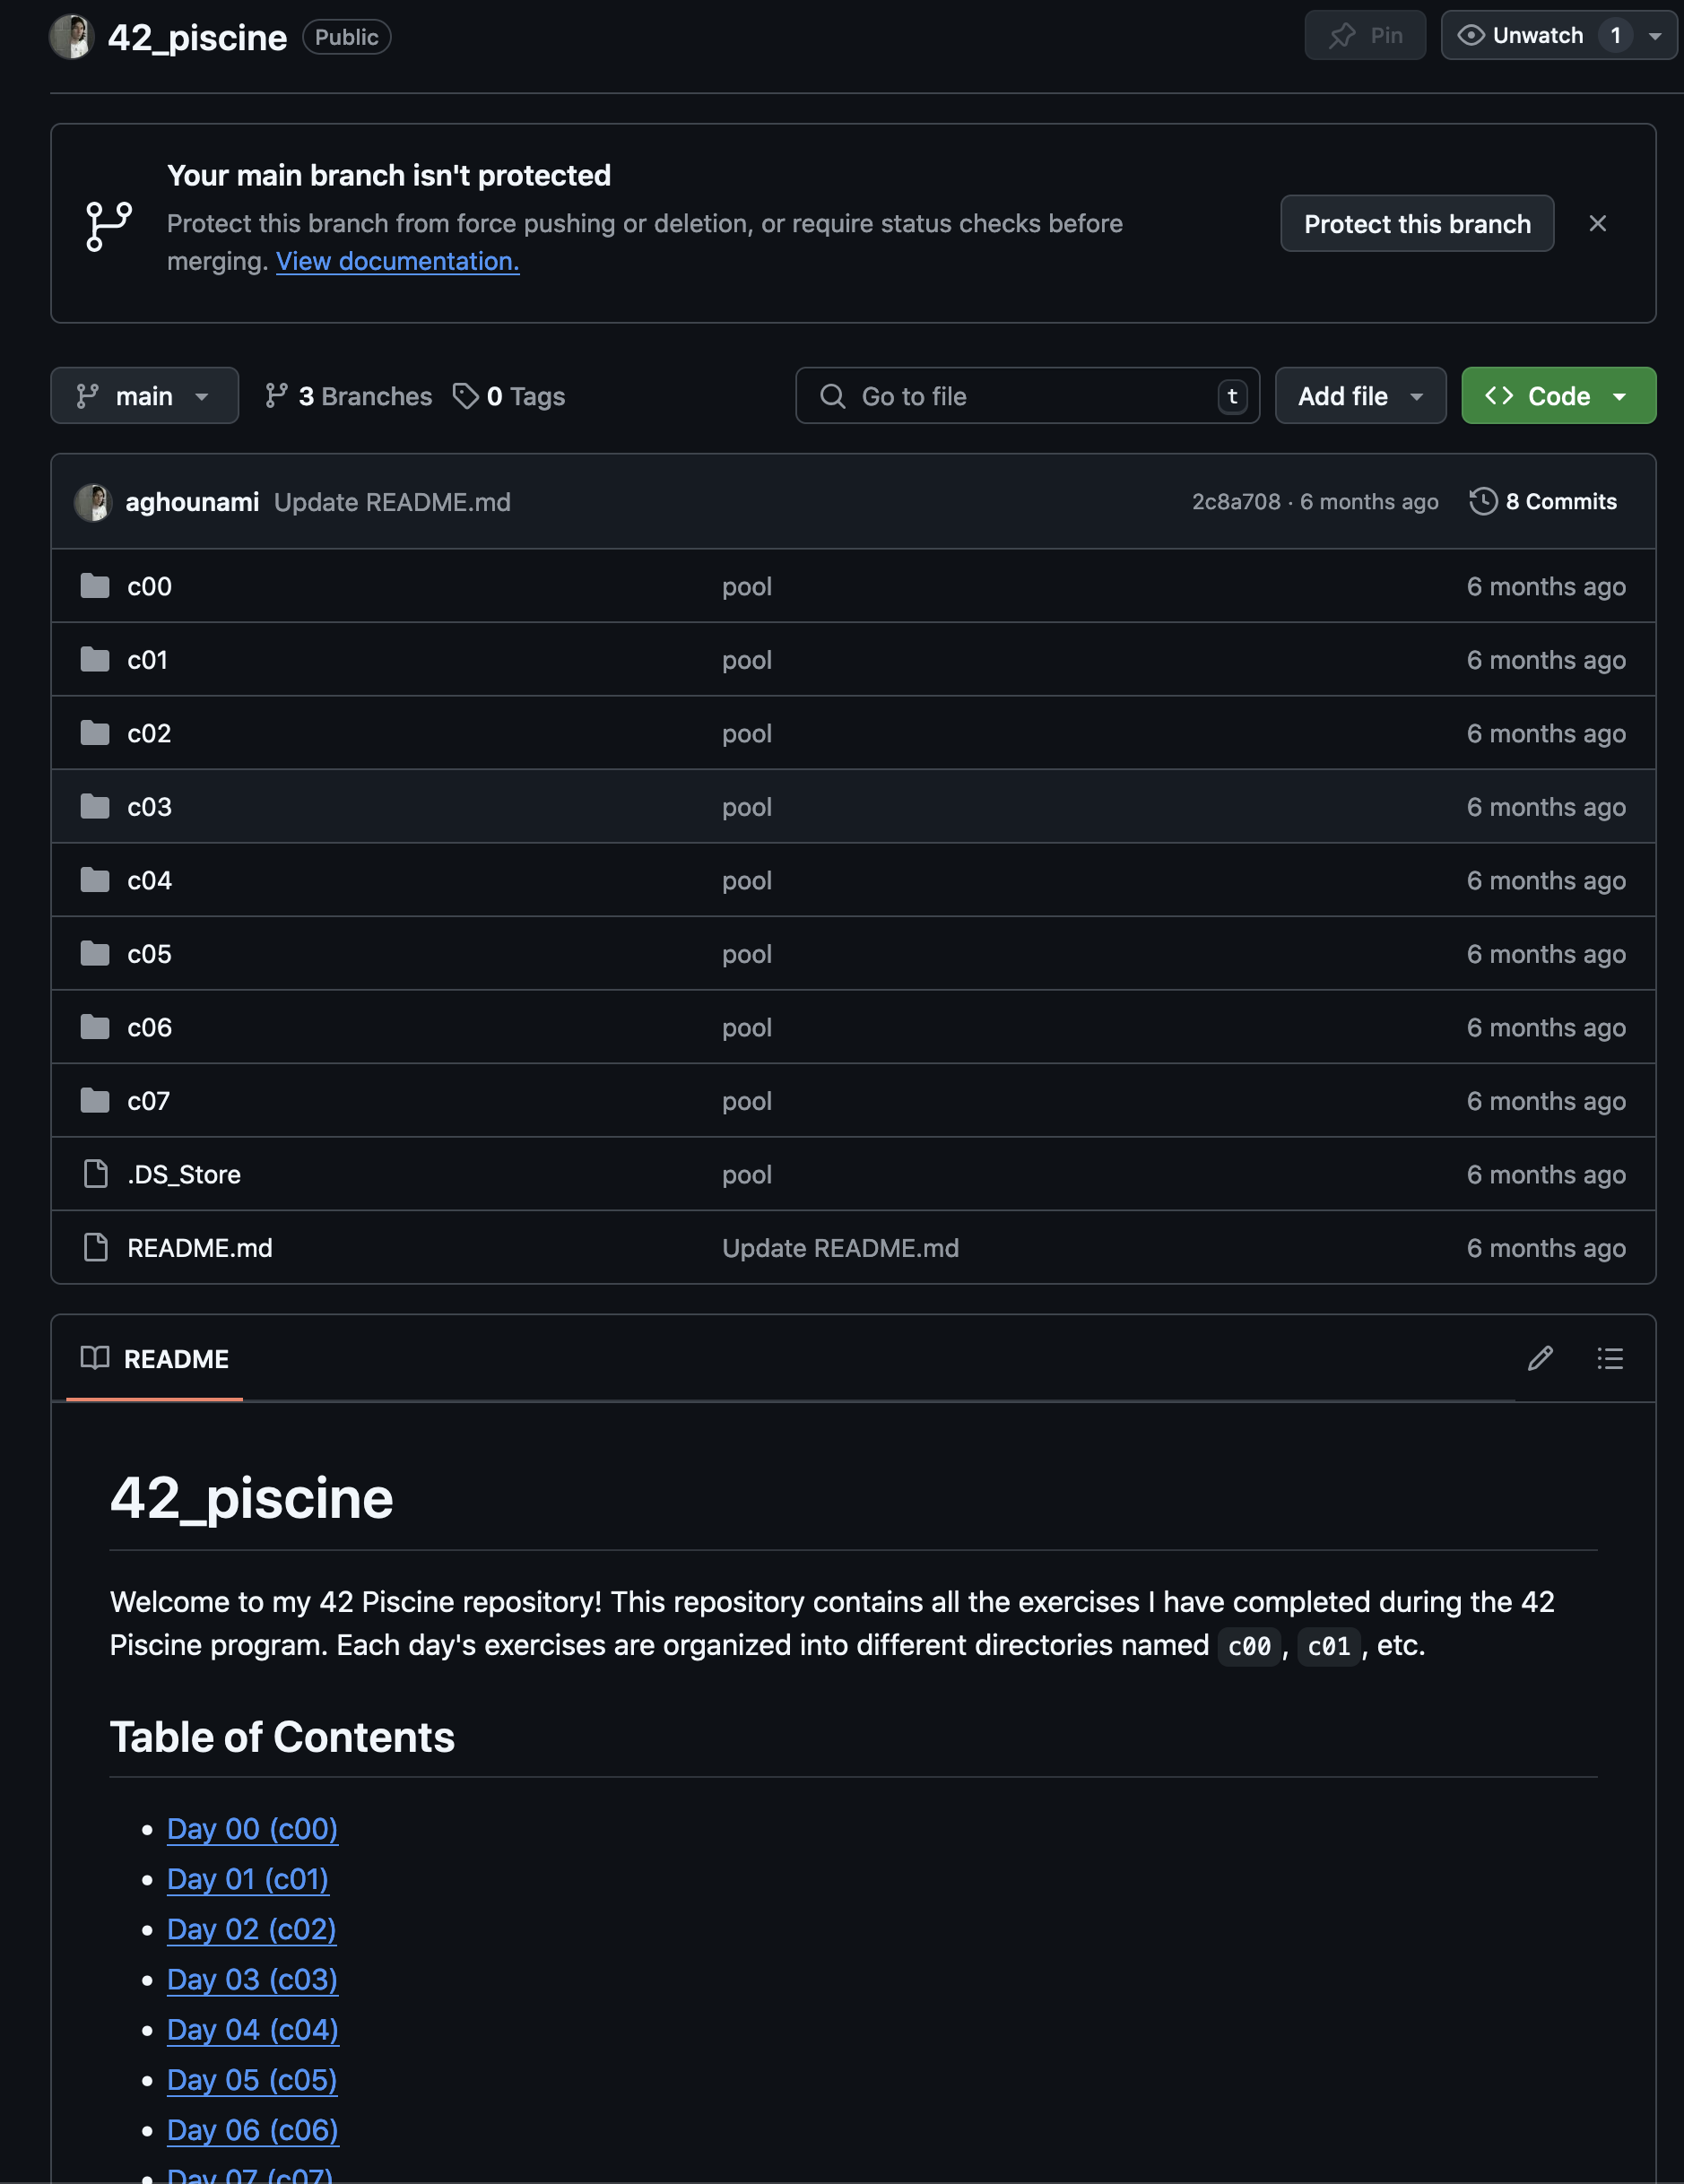 42_piscine Public Pin Unwatch 1
Your main branch isn't protected
Protect this branch from force pushing or deletion, or require status checks before
merging. View documentation.
Protect this branch
main 3 Branches 0 Tags Go to file t Add file Code
aghounami Update README.md 2c8a708 · 6 months ago 8 Commits
c00 pool 6 months ago
c01 pool 6 months ago
c02 pool 6 months ago
c03 pool 6 months ago
c04 pool 6 months ago
c05 pool 6 months ago
c06 pool 6 months ago
c07 pool 6 months ago
.DS_Store pool 6 months ago
README.md Update README.md 6 months ago
README
42_piscine
Welcome to my 42 Piscine repository! This repository contains all the exercises I have completed during the 42
Piscine program. Each day's exercises are organized into different directories named c00, c01, etc.
Table of Contents
• Day 00 (c00)
• Day 01 (c01)
• Day 02 (c02)
• Day 03 (c03)
• Day 04 (c04)
• Day 05 (c05)
• Day 06 (c06)
• Day 07 (c07)